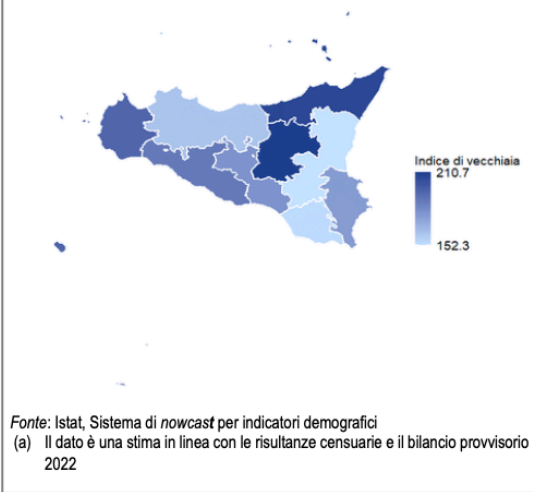 Indice di vecchiaia
210.7
152.3
Fonte: Istat, Sistema di nowcast per indicatori demografici
(a) Il dato è una stima in linea con le risultanze censuarie e il bilancio provvisorio
2022